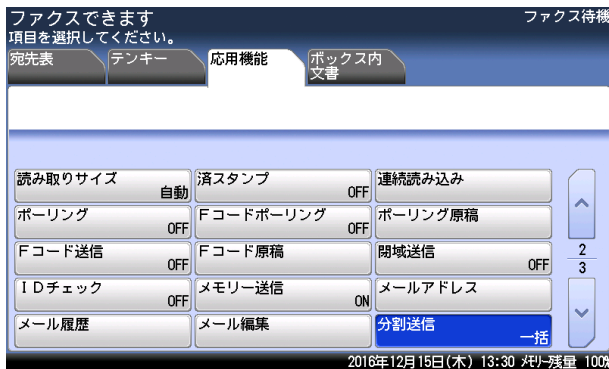 ファクスできます
ファクス待機
項目を選択してください。
宛先表 テンキー 応用機能 ボックス内
文書
読み取りサイズ 済スタンプ 連続読み込み
自動 OFF
ポーリング Fコードポーリング ポーリング原稿
OFF OFF
Fコード送信 Fコード原稿 閉域送信
OFF OFF
2
3
IDチェック メモリー送信 メールアドレス
OFF ON
メール履歴 メール編集 分割送信
一括
2016年12月15日(木) 13:30 メモリー残量 100%